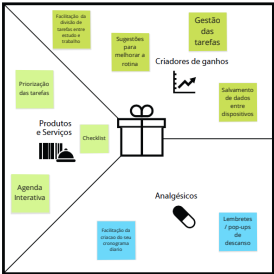 Facilitação da
divisão de
tarefas entre
estudo e
trabalho
Sugestões
para
melhorar a
rotina
Gestão
das
tarefas
Criadores de ganhos
Priorização
das tarefas
Salvamento
de dados
entre
dispositivos
Produtos
e Serviços
Checklist
Agenda
Interativa
Analgésicos
Facilitação da
criacao do seu
cronograma
diario
Lembretes
/ pop-ups
de
descanso